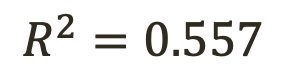 R² = 0.557